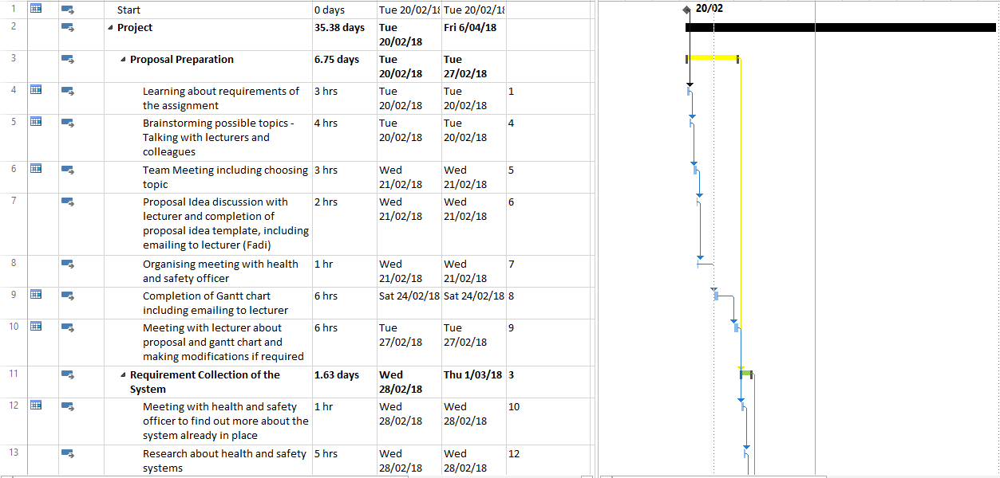 20/02
1 Start 0 days Tue 20/02/18 Tue 20/02/18
2 Project 35.38 days Tue Fri 6/04/18
20/02/18
3 Proposal Preparation 6.75 days Tue Tue
20/02/18 27/02/18
4 Learning about requirements of 3 hrs Tue Tue 1
the assignment 20/02/18 20/02/18
5 Brainstorming possible topics - 4 hrs Tue Tue 4
Talking with lecturers and 20/02/18 20/02/18
colleagues
6 Team Meeting including choosing 3 hrs Wed Wed 5
topic 21/02/18 21/02/18
7 Proposal Idea discussion with 2 hrs Wed Wed 6
lecturer and completion of 21/02/18 21/02/18
proposal idea template, including
emailing to lecturer (Fadi)
8 Organising meeting with health 1 hr Wed Wed 7
and safety officer 21/02/18 21/02/18
9 Completion of Gantt chart 6 hrs Sat 24/02/18 Sat 24/02/18 8
including emailing to lecturer
10 Meeting with lecturer about 6 hrs Tue Tue 9
proposal and gantt chart and 27/02/18 27/02/18
making modifications if required
11 Requirement Collection of the 1.63 days Wed Thu 1/03/18 3
System 28/02/18
12 Meeting with health and safety 1 hr Wed Wed 10
officer to find out more about the 28/02/18 28/02/18
system already in place
13 Research about health and safety 5 hrs Wed Wed 12
systems 28/02/18 28/02/18